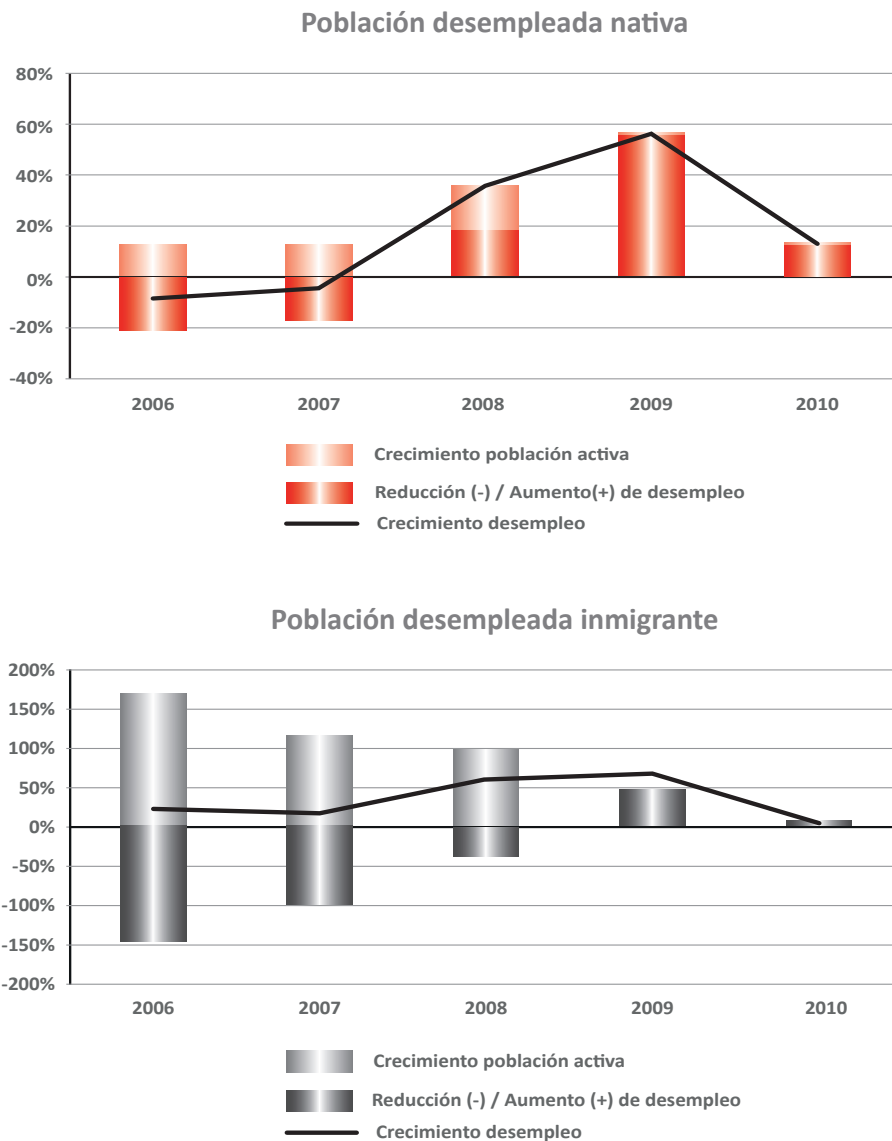 Población desempleada nativa
80%
60%
40%
20%
0%
-20%
-40%
2006 2007 2008 2009 2010
Crecimiento población activa
Reducción (-) / Aumento(+) de desempleo
Crecimiento desempleo
Población desempleada inmigrante
200%
150%
100%
50%
0%
-50%
-100%
-150%
-200%
2006 2007 2008 2009 2010
Crecimiento población activa
Reducción (-) / Aumento (+) de desempleo
Crecimiento desempleo